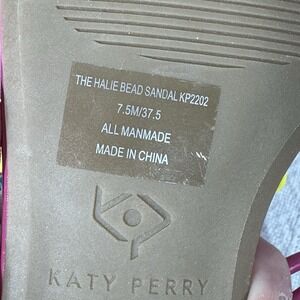 THE HALIE BEAD SANDAL KP2202
7.5M/37.5
ALL MANMADE
MADE IN CHINA
KATY PERRY